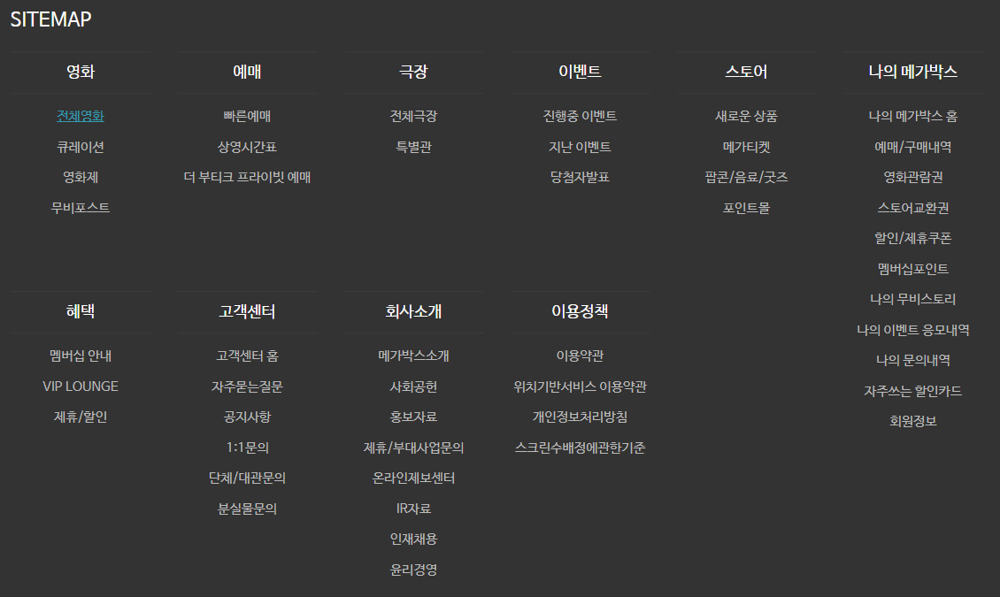 SITEMAP
영화
전체영화
큐레이션
영화제
무비포스트
예매
빠른예매
상영시간표
더 부티크 프라이빗 예매
극장
전체극장
특별관
이벤트
진행중 이벤트
지난 이벤트
당첨자발표
스토어
새로운 상품
메가티켓
팝콘/음료/굿즈
포인트몰
나의 메가박스
나의 메가박스 홈
예매/구매내역
영화관람권
스토어교환권
할인/제휴쿠폰
멤버십포인트
나의 무비스토리
나의 이벤트 응모내역
나의 문의내역
자주쓰는 할인카드
회원정보
혜택
멤버십 안내
VIP LOUNGE
제휴/할인
고객센터
고객센터 홈
자주묻는질문
공지사항
1:1문의
단체/대관문의
분실물문의
회사소개
메가박스소개
사회공헌
홍보자료
제휴/부대사업문의
온라인제보센터
IR자료
인재채용
윤리경영
이용정책
이용약관
위치기반서비스 이용약관
개인정보처리방침
스크린수배정에관한기준